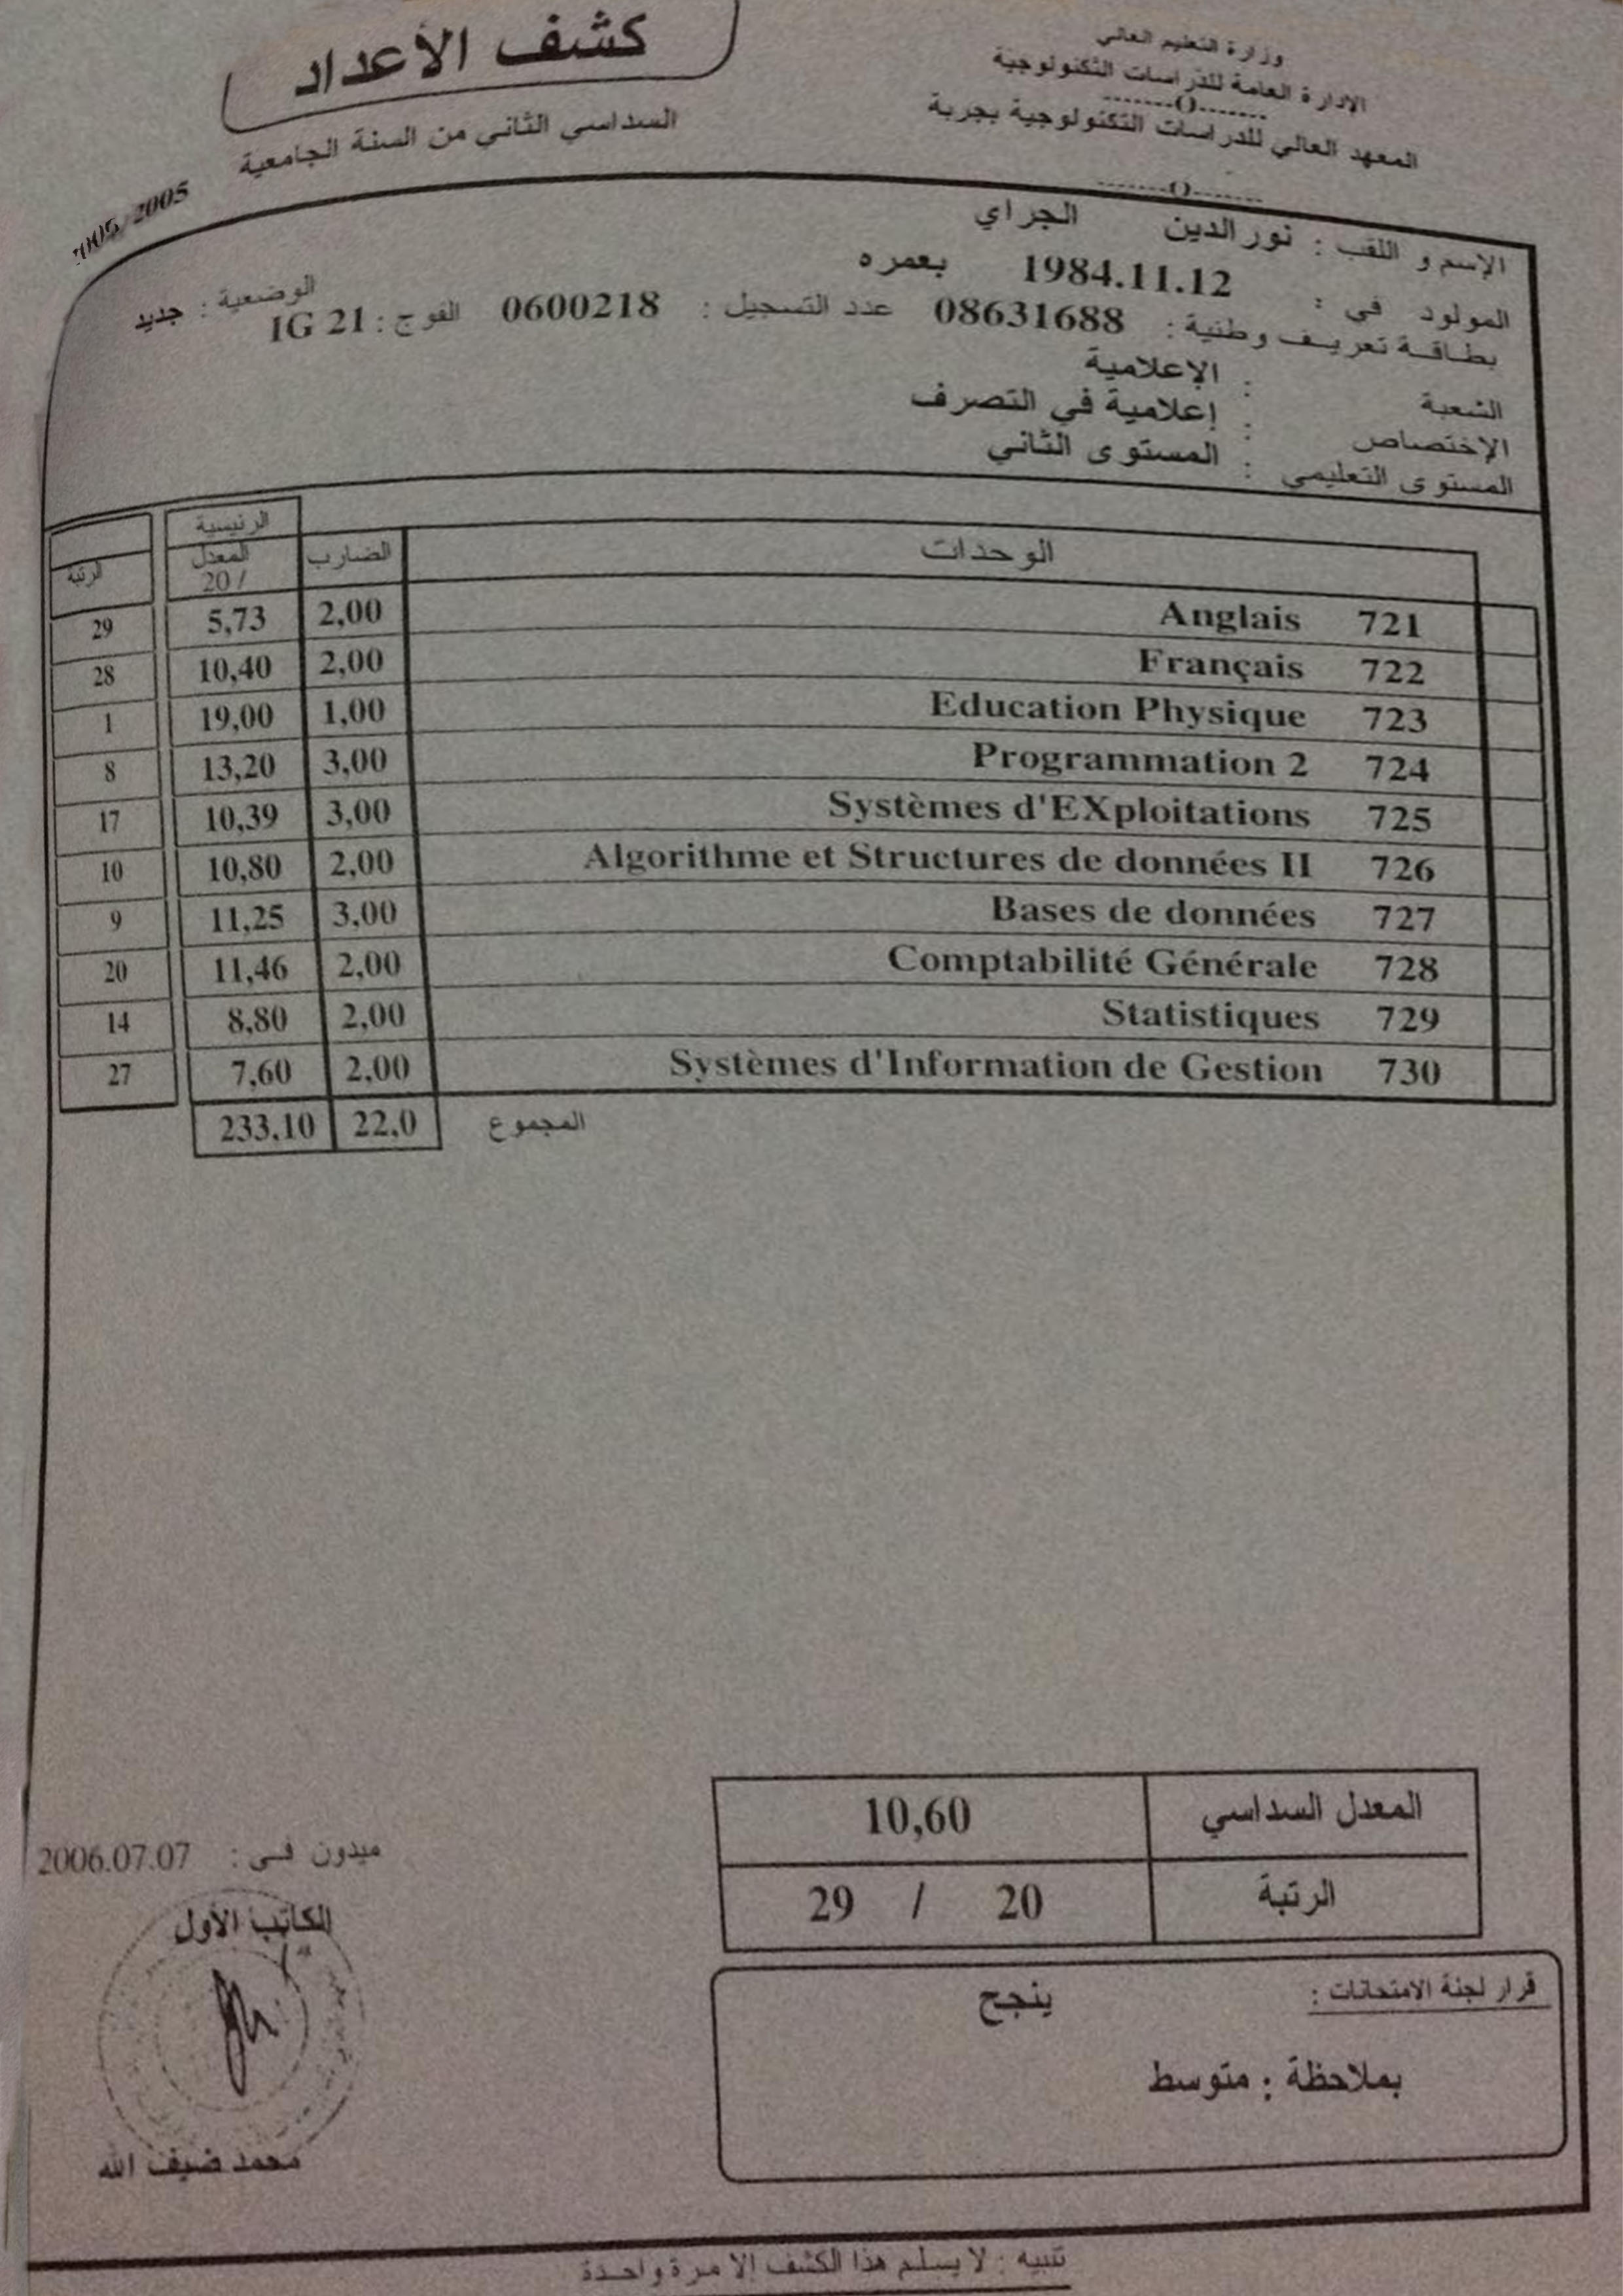 كشف الأعداد
السداسي الثاني من السنة الجامعية
وزارة التعليم العالي
الإدارة العامة للدراسات التكنولوجية
-------O-------
المعهد العالي للدراسات التكنولوجية بجربة
-------O-------
الإسم و اللقب : نور الدين الجراي
المولود في : 1984.11.12 بعمره
بطاقة تعريف وطنية : 08631688 عدد التسجيل : 0600218 الفوج : IG 21 الوضعية : جديد
الشعبة : الإعلامية
الإختصاص : إعلامية في التصرف
المستوى التعليمي : المستوى الثاني
الوحدات الضارب الرئيسية المعدل / 20 الرتبة
721 Anglais 2,00 5,73 29
722 Français 2,00 10,40 28
723 Education Physique 1,00 19,00 1
724 Programmation 2 3,00 13,20 8
725 Systèmes d'EXploitations 3,00 10,39 17
726 Algorithme et Structures de données II 2,00 10,80 10
727 Bases de données 3,00 11,25 9
728 Comptabilité Générale 2,00 11,46 20
729 Statistiques 2,00 8,80 14
730 Systèmes d'Information de Gestion 2,00 7,60 27
المجموع 22,0 233,10
المعدل السداسي 10,60
الرتبة 20 / 29
قرار لجنة الامتحانات : ينجح
بملاحظة : متوسط
ميدون في : 2006.07.07
الكاتب الأول
محمد ضيف الله
تنبيه : لا يسلم هذا الكشف إلا مرة واحدة